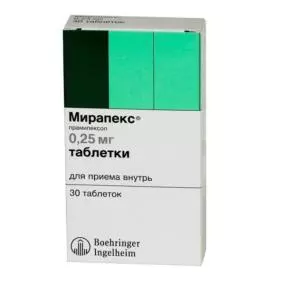 Мирапекс®
прамипексол
0,25 мг
таблетки
для приема внутрь
30 таблеток
Boehringer
Ingelheim